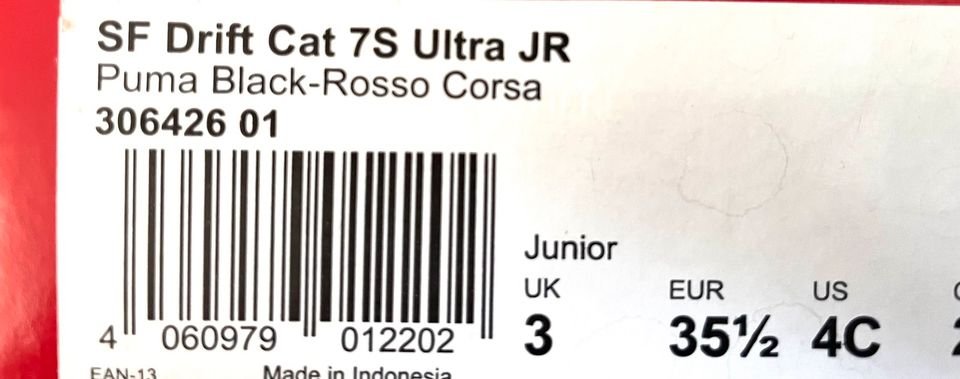 SF Drift Cat 7S Ultra JR
Puma Black-Rosso Corsa
306426 01
4 060979 012202
EAN-13 Made in Indonesia
Junior
UK EUR US
3 35½ 4C